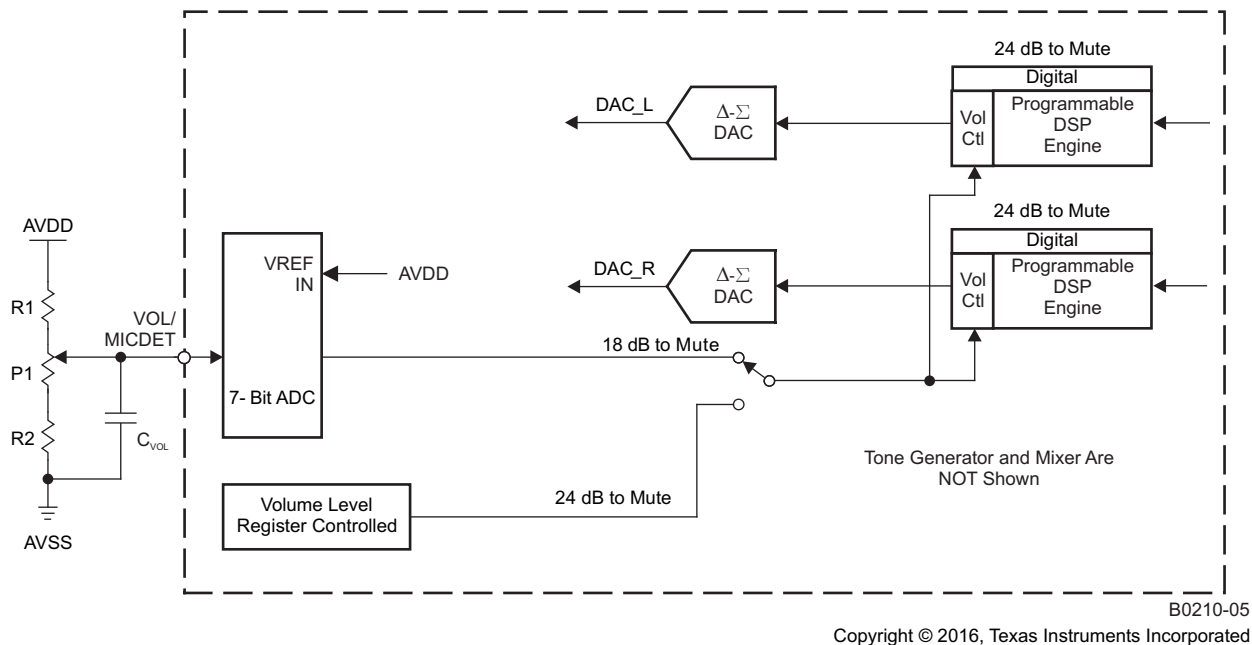 24 dB to Mute
Digital
Vol
Ctl
Programmable
DSP
Engine
Δ-Σ
DAC
DAC_L
24 dB to Mute
Digital
Vol
Ctl
Programmable
DSP
Engine
Δ-Σ
DAC
DAC_R
AVDD
R1
P1
R2
AVSS
C_VOL
VOL/
MICDET
VREF
IN
AVDD
7- Bit ADC
18 dB to Mute
Volume Level
Register Controlled
24 dB to Mute
Tone Generator and Mixer Are
NOT Shown
B0210-05
Copyright © 2016, Texas Instruments Incorporated